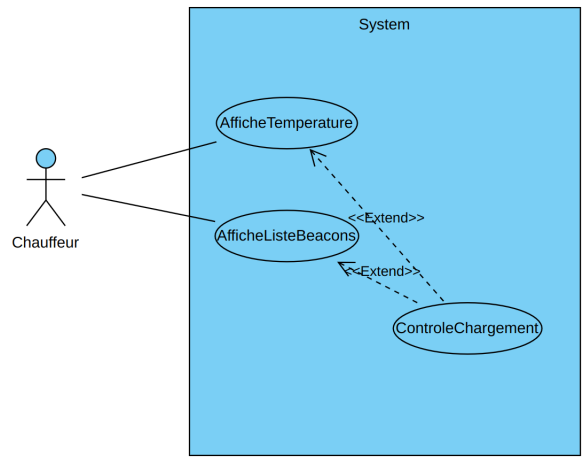 System
AfficheTemperature
Chauffeur
<<Extend>>
AfficheListeBeacons
<<Extend>>
ControleChargement